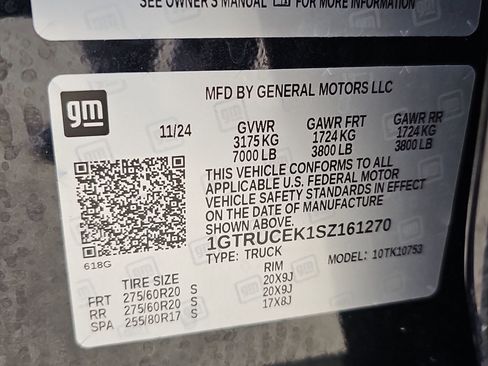 SEE OWNER'S MANUAL FOR MORE INFORMATION
gm
MFD BY GENERAL MOTORS LLC
11/24 GVWR GAWR FRT GAWR RR
3175 KG 1724 KG 1724 KG
7000 LB 3800 LB 3800 LB
THIS VEHICLE CONFORMS TO ALL
APPLICABLE U.S. FEDERAL MOTOR
VEHICLE SAFETY STANDARDS IN EFFECT
ON THE DATE OF MANUFACTURE
SHOWN ABOVE.
1GTRUCEK1SZ161270
TYPE: TRUCK MODEL: 10TK10753
618G
TIRE SIZE RIM
FRT 275/60R20 S 20X9J
RR 275/60R20 S 20X9J
SPA 255/80R17 S 17X8J